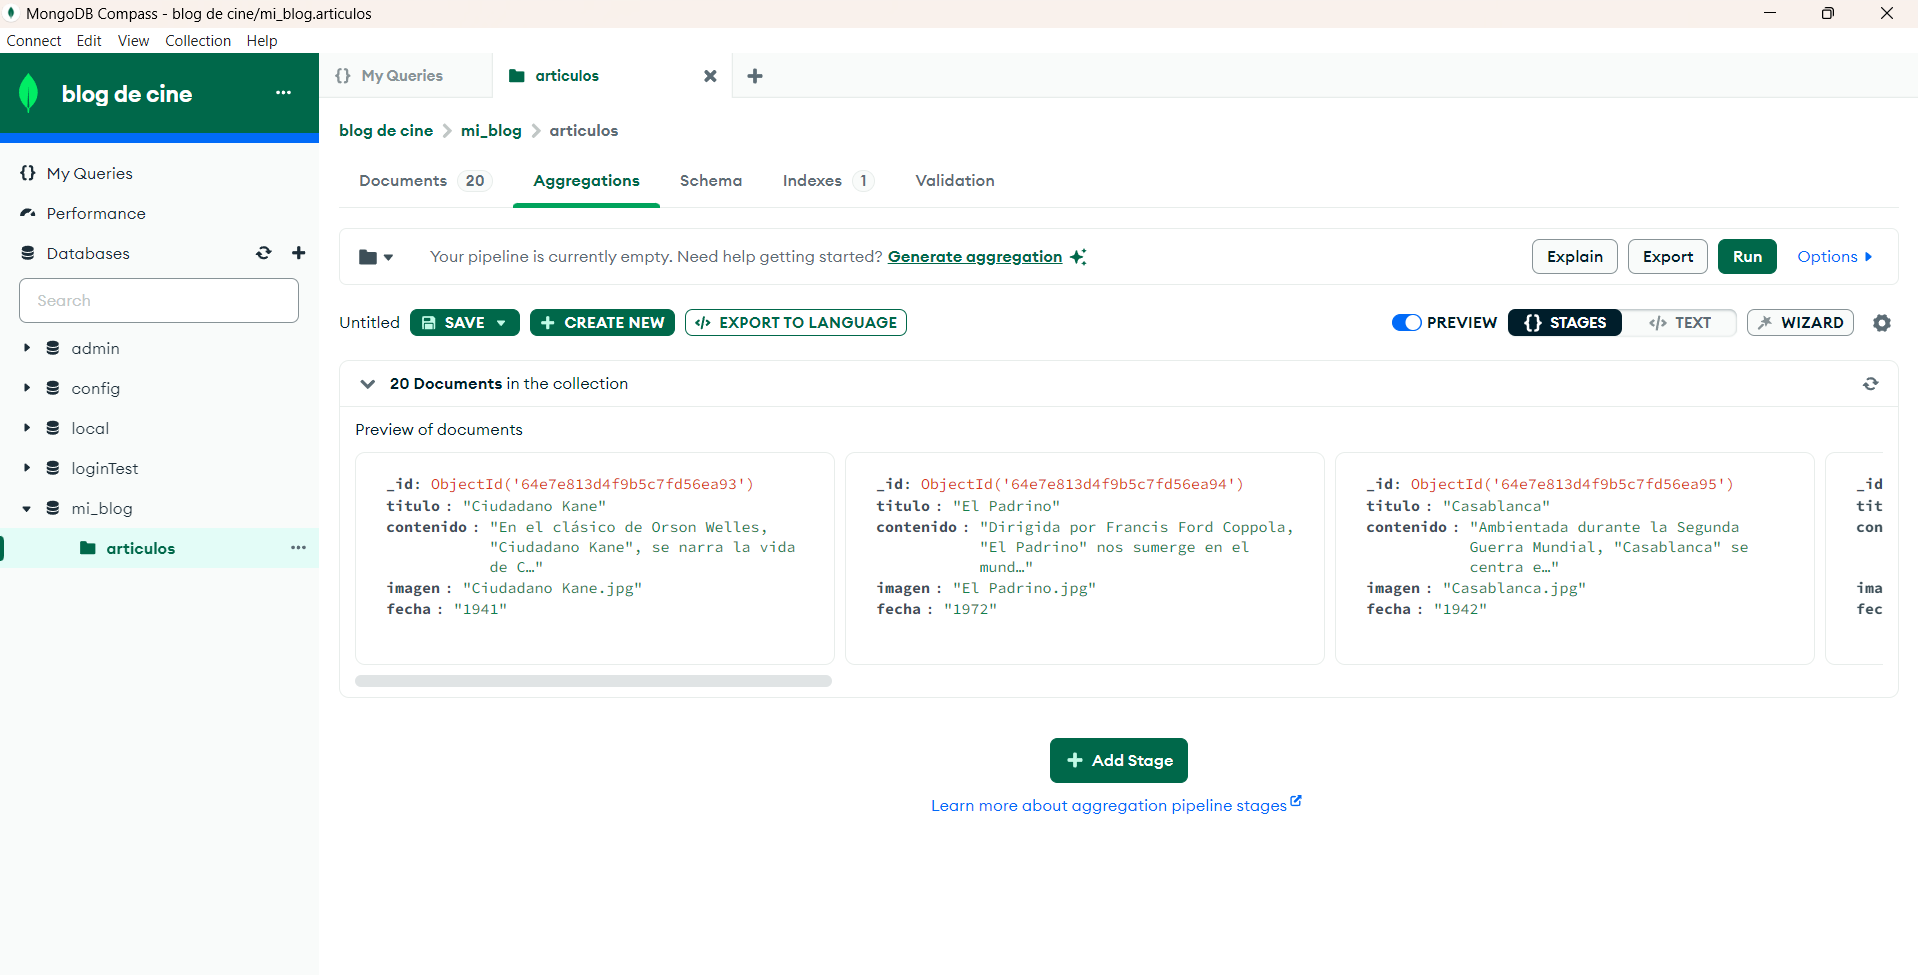 MongoDB Compass - blog de cine/mi_blog.articulos
Connect Edit View Collection Help
blog de cine ...
{} My Queries
articulos
blog de cine > mi_blog > articulos
My Queries
Performance
Databases
Search
admin
config
local
loginTest
mi_blog
articulos ...
Documents 20 Aggregations Schema Indexes 1 Validation
Your pipeline is currently empty. Need help getting started? Generate aggregation
Explain Export Run Options
Untitled SAVE CREATE NEW </> EXPORT TO LANGUAGE
PREVIEW {} STAGES </> TEXT WIZARD
20 Documents in the collection
Preview of documents
_id: ObjectId('64e7e813d4f9b5c7fd56ea93')
titulo : "Ciudadano Kane"
contenido : "En el clásico de Orson Welles,
"Ciudadano Kane", se narra la vida
de C…"
imagen : "Ciudadano Kane.jpg"
fecha : "1941"
_id: ObjectId('64e7e813d4f9b5c7fd56ea94')
titulo : "El Padrino"
contenido : "Dirigida por Francis Ford Coppola,
"El Padrino" nos sumerge en el
mund…"
imagen : "El Padrino.jpg"
fecha : "1972"
_id: ObjectId('64e7e813d4f9b5c7fd56ea95')
titulo : "Casablanca"
contenido : "Ambientada durante la Segunda
Guerra Mundial, "Casablanca" se
centra e…"
imagen : "Casablanca.jpg"
fecha : "1942"
_id
tit
con
ima
fec
+ Add Stage
Learn more about aggregation pipeline stages